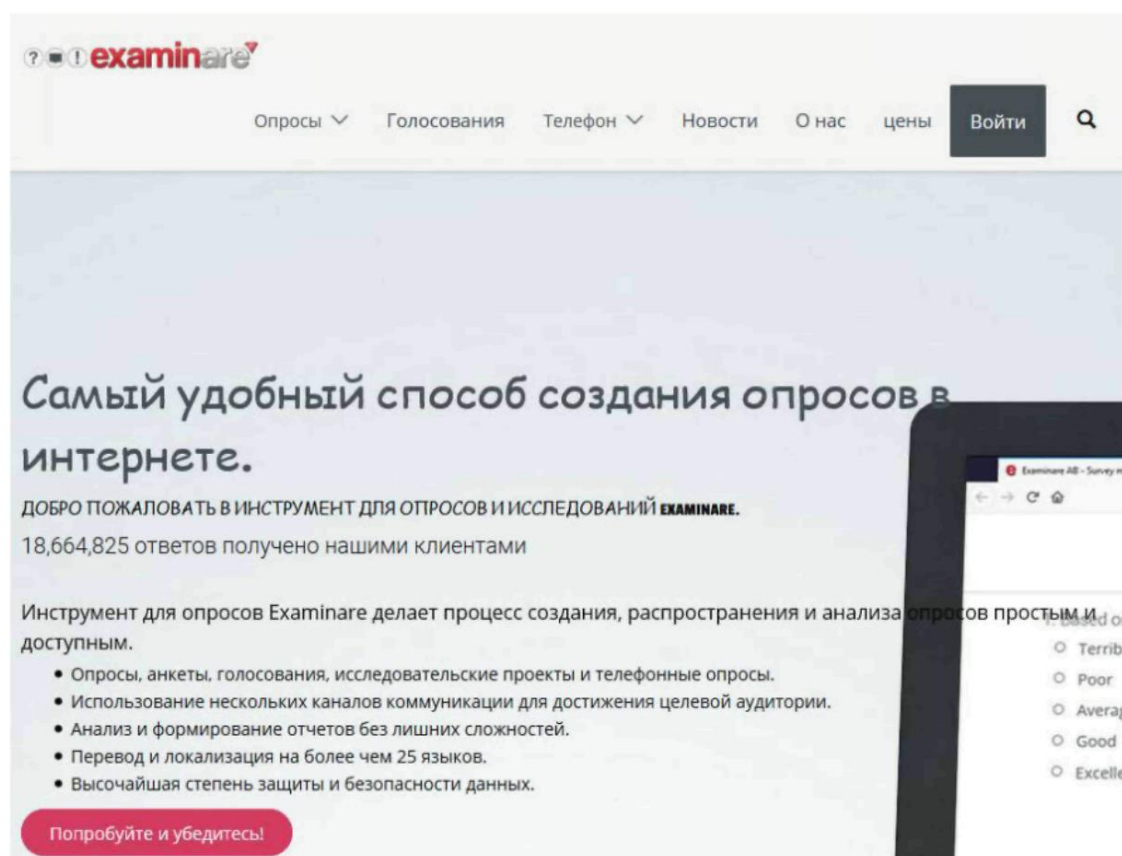 ? ! examinare
Опросы Голосования Телефон Новости О нас цены Войти
Самый удобный способ создания опросов в
интернете.
ДОБРО ПОЖАЛОВАТЬ В ИНСТРУМЕНТ ДЛЯ ОПРОСОВ И ИССЛЕДОВАНИЙ EXAMINARE.
18,664,825 ответов получено нашими клиентами
Инструмент для опросов Examinare делает процесс создания, распространения и анализа опросов простым и
доступным.
• Опросы, анкеты, голосования, исследовательские проекты и телефонные опросы.
• Использование нескольких каналов коммуникации для достижения целевой аудитории.
• Анализ и формирование отчетов без лишних сложностей.
• Перевод и локализация на более чем 25 языков.
• Высочайшая степень защиты и безопасности данных.
Попробуйте и убедитесь!
Examinare AB - Survey
Based
Terrib
Poor
Averag
Good
Excelle